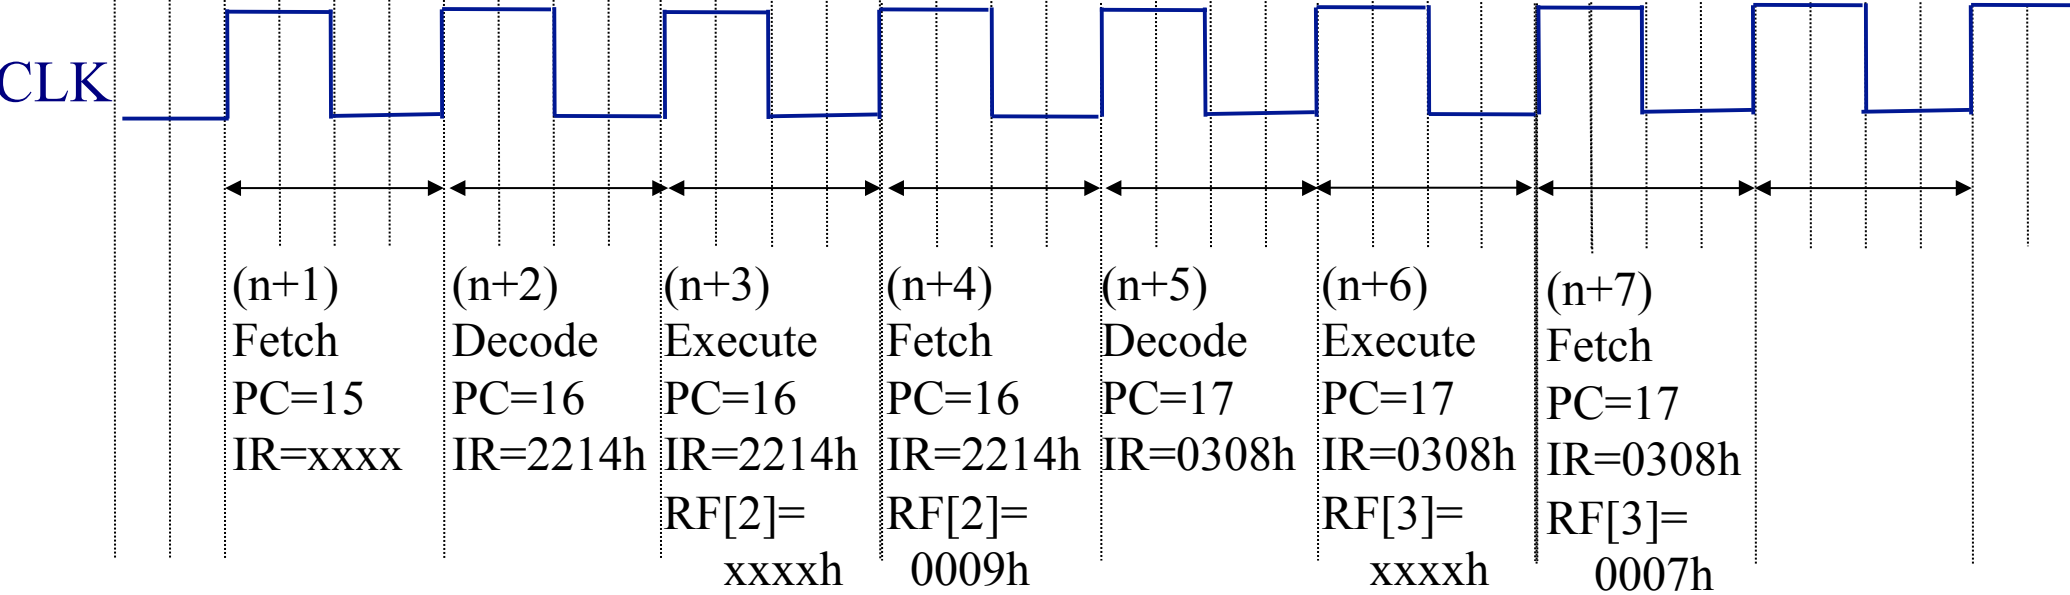 CLK
(n+1)
Fetch
PC=15
IR=xxxx
(n+2)
Decode
PC=16
IR=2214h
(n+3)
Execute
PC=16
IR=2214h
RF[2]=
xxxxh
(n+4)
Fetch
PC=16
IR=2214h
RF[2]=
0009h
(n+5)
Decode
PC=17
IR=0308h
(n+6)
Execute
PC=17
IR=0308h
RF[3]=
xxxxh
(n+7)
Fetch
PC=17
IR=0308h
RF[3]=
0007h